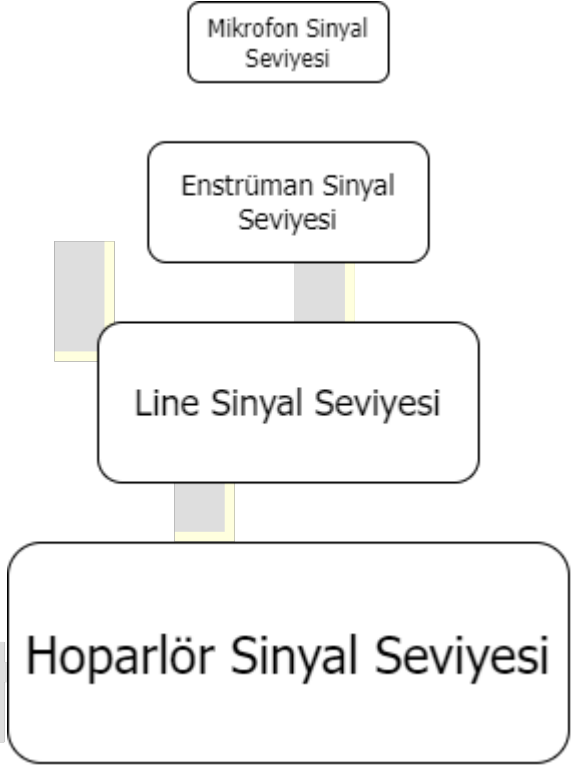 Mikrofon Sinyal
Seviyesi
Enstrüman Sinyal
Seviyesi
Line Sinyal Seviyesi
Hoparlör Sinyal Seviyesi